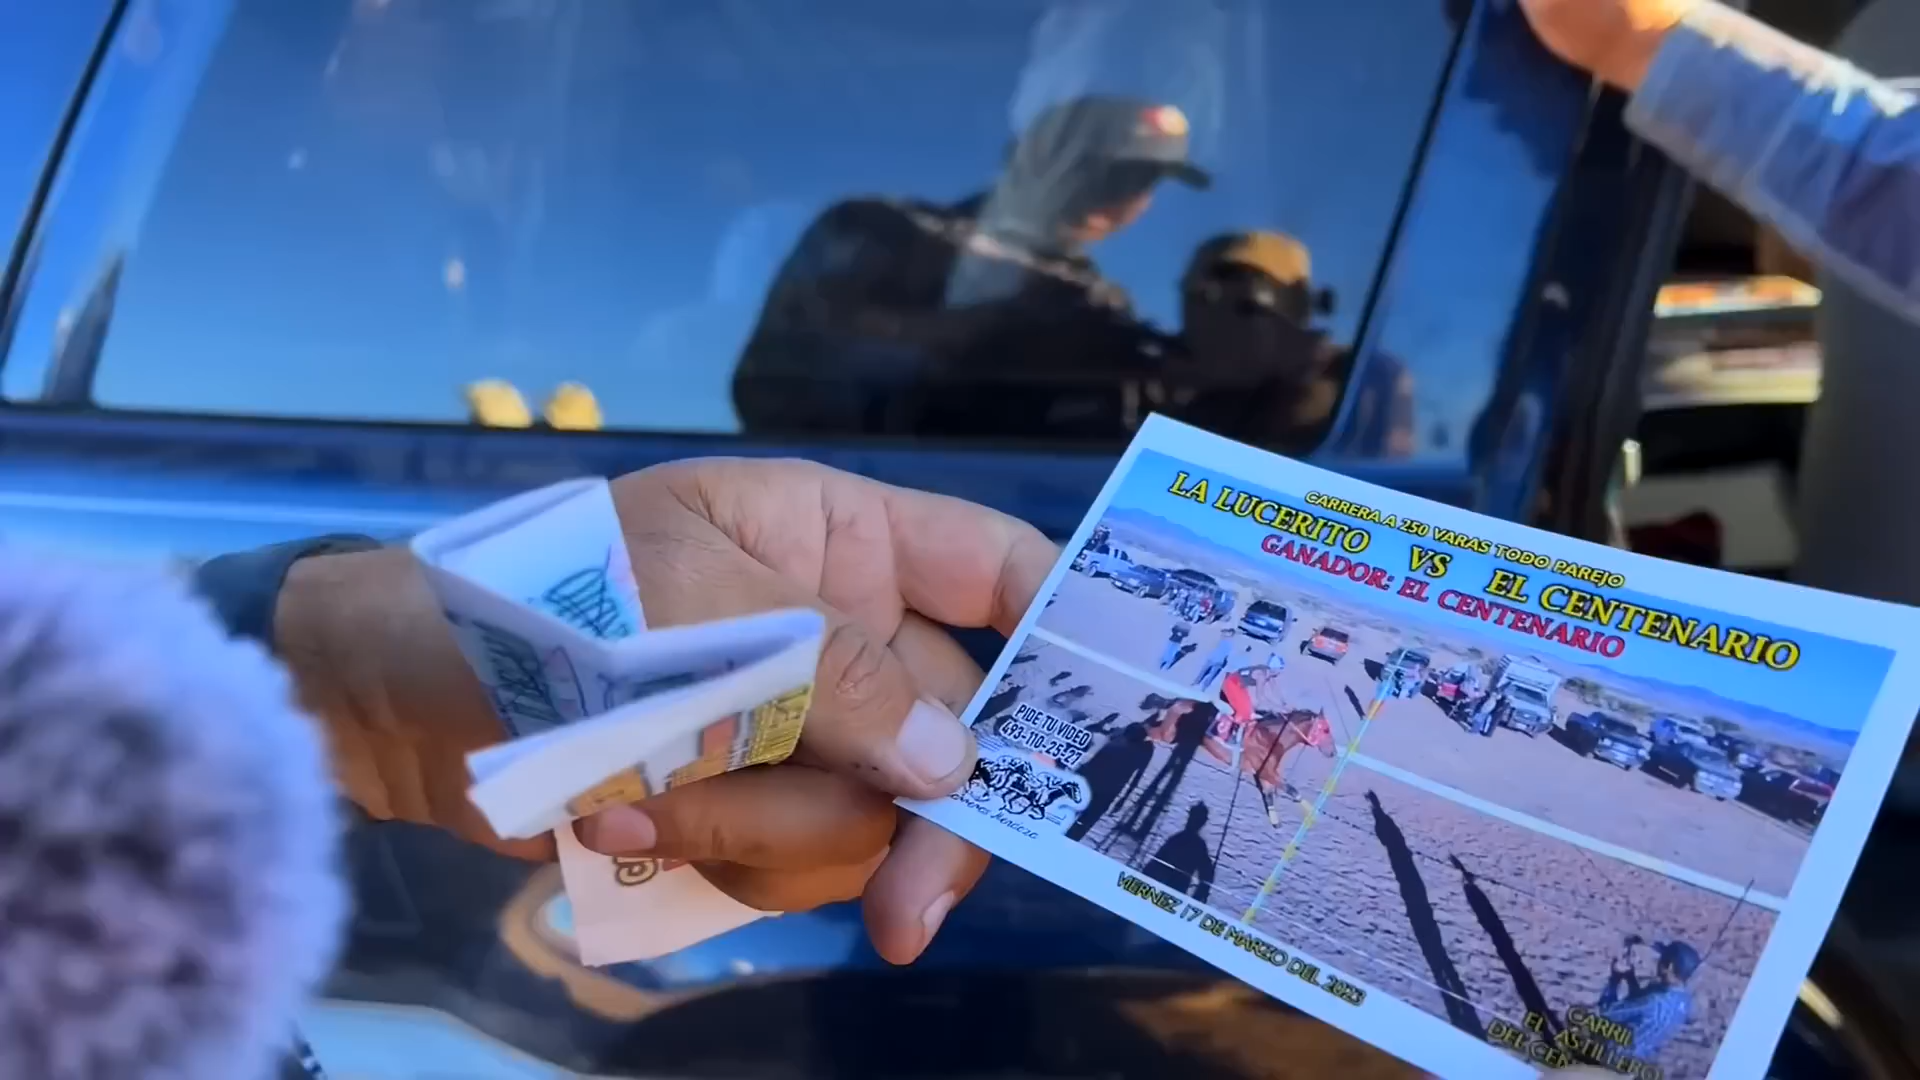 CARRERA A 250 VARAS TODO PAREJO
LA LUCERITO VS EL CENTENARIO
GANADOR: EL CENTENARIO
PIDE TU VIDEO
493-110-25-27
VIERNEZ 17 DE MARZO DEL 2023
CARRIL
EL ASTILLERO